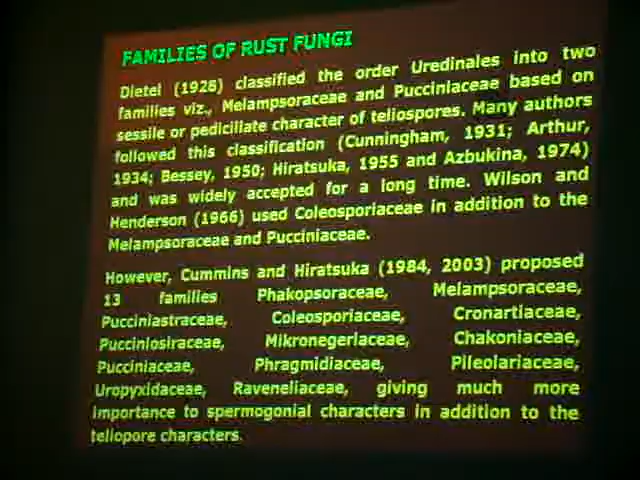 FAMILIES OF RUST FUNGI
Dietel (1926) classified the order Uredinales into two
families viz., Melampsoraceae and Pucciniaceae based on
sessile or pedicillate character of teliospores. Many authors
followed this classification (Cunningham, 1931; Arthur,
1934; Bessey, 1950; Hiratsuka, 1955 and Azbukina, 1974)
and was widely accepted for a long time. Wilson and
Henderson (1966) used Coleosporiaceae in addition to the
Melampsoraceae and Pucciniaceae.
However, Cummins and Hiratsuka (1984, 2003) proposed
13 families Phakopsoraceae, Melampsoraceae,
Pucciniastraceae, Coleosporiaceae, Cronartiaceae,
Pucciniosiraceae, Mikronegeriaceae, Chakoniaceae,
Pucciniaceae, Phragmidiaceae, Pileolariaceae,
Uropyxidaceae, Raveneliaceae, giving much more
importance to spermogonial characters in addition to the
teliopore characters.